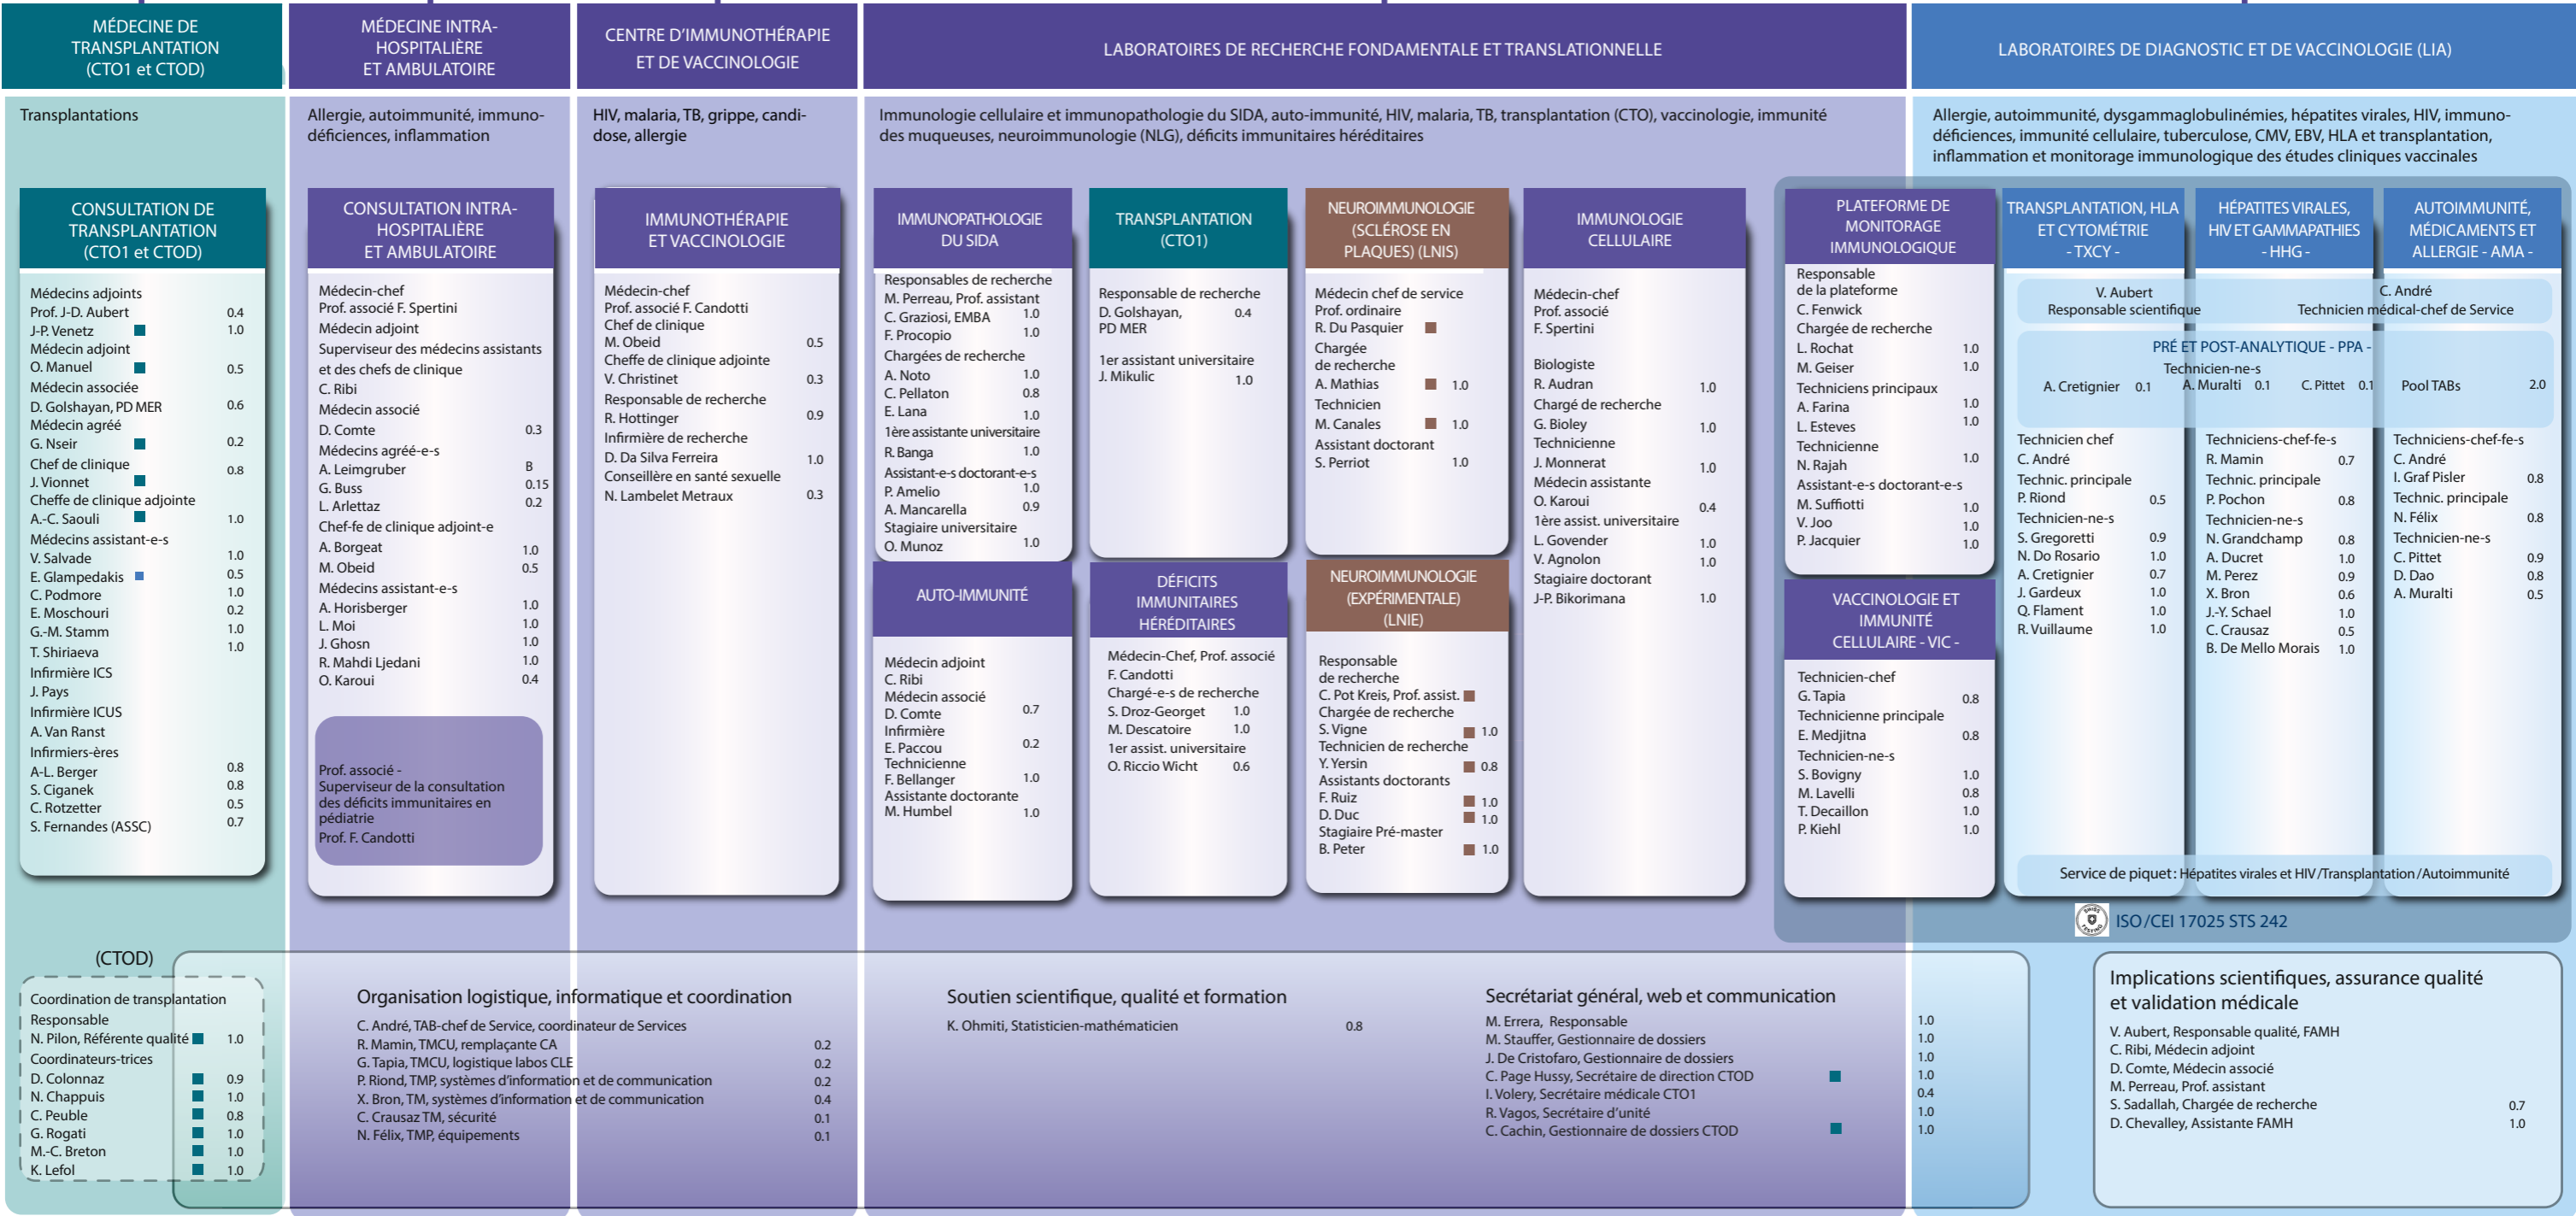 MÉDECINE DE
TRANSPLANTATION
(CTO1 et CTOD)
Transplantations
CONSULTATION DE
TRANSPLANTATION
(CTO1 et CTOD)
Médecins adjoints
Prof. J-D. Aubert 0.4
J-P. Venetz 1.0
Médecin adjoint
O. Manuel 0.5
Médecin associée
D. Golshayan, PD MER 0.6
Médecin agréé
G. Nseir 0.2
Chef de clinique 0.8
J. Vionnet
Cheffe de clinique adjointe
A.-C. Saouli 1.0
Médecins assistant-e-s
V. Salvade 1.0
E. Glampedakis 0.5
C. Podmore 1.0
E. Moschouri 0.2
G.-M. Stamm 1.0
T. Shiriaeva 1.0
Infirmière ICS
J. Pays
Infirmière ICUS
A. Van Ranst
Infirmiers-ères
A-L. Berger 0.8
S. Ciganek 0.8
C. Rotzetter 0.5
S. Fernandes (ASSC) 0.7
(CTOD)
Coordination de transplantation
Responsable
N. Pilon, Référente qualité 1.0
Coordinateurs-trices
D. Colonnaz 0.9
N. Chappuis 1.0
C. Peuble 0.8
G. Rogati 1.0
M.-C. Breton 1.0
K. Lefol 1.0
MÉDECINE INTRA-
HOSPITALIÈRE
ET AMBULATOIRE
Allergie, autoimmunité, immuno-
déficiences, inflammation
CONSULTATION INTRA-
HOSPITALIÈRE
ET AMBULATOIRE
Médecin-chef
Prof. associé F. Spertini
Médecin adjoint
Superviseur des médecins assistants
et des chefs de clinique
C. Ribi
Médecin associé
D. Comte 0.3
Médecins agréé-e-s
A. Leimgruber B
G. Buss 0.15
L. Arlettaz 0.2
Chef-fe de clinique adjoint-e
A. Borgeat 1.0
M. Obeid 0.5
Médecins assistant-e-s
A. Horisberger 1.0
L. Moi 1.0
J. Ghosn 1.0
R. Mahdi Ljedani 1.0
O. Karoui 0.4
Prof. associé -
Superviseur de la consultation
des déficits immunitaires en
pédiatrie
Prof. F. Candotti
CENTRE D'IMMUNOTHÉRAPIE
ET DE VACCINOLOGIE
HIV, malaria, TB, grippe, candi-
dose, allergie
IMMUNOTHÉRAPIE
ET VACCINOLOGIE
Médecin-chef
Prof. associé F. Candotti
Chef de clinique
M. Obeid 0.5
Cheffe de clinique adjointe
V. Christinet 0.3
Responsable de recherche
R. Hottinger 0.9
Infirmière de recherche
D. Da Silva Ferreira 1.0
Conseillère en santé sexuelle
N. Lambelet Metraux 0.3
LABORATOIRES DE RECHERCHE FONDAMENTALE ET TRANSLATIONNELLE
Immunologie cellulaire et immunopathologie du SIDA, auto-immunité, HIV, malaria, TB, transplantation (CTO), vaccinologie, immunité
des muqueuses, neuroimmunologie (NLG), déficits immunitaires héréditaires
IMMUNOPATHOLOGIE
DU SIDA
Responsables de recherche
M. Perreau, Prof. assistant
C. Graziosi, EMBA 1.0
F. Procopio 1.0
Chargées de recherche
A. Noto 1.0
C. Pellaton 0.8
E. Lana 1.0
1ère assistante universitaire
R. Banga 1.0
Assistant-e-s doctorant-e-s
P. Amelio 1.0
A. Mancarella 0.9
Stagiaire universitaire
O. Munoz 1.0
AUTO-IMMUNITÉ
Médecin adjoint
C. Ribi
Médecin associé
D. Comte 0.7
Infirmière
E. Paccou 0.2
Technicienne
F. Bellanger 1.0
Assistante doctorante
M. Humbel 1.0
TRANSPLANTATION
(CTO1)
Responsable de recherche
D. Golshayan, 0.4
PD MER
1er assistant universitaire
J. Mikulic 1.0
DÉFICITS
IMMUNITAIRES
HÉRÉDITAIRES
Médecin-Chef, Prof. associé
F. Candotti
Chargé-e-s de recherche
S. Droz-Georget 1.0
M. Descatoire 1.0
1er assist. universitaire
O. Riccio Wicht 0.6
NEUROIMMUNOLOGIE
(SCLÉROSE EN
PLAQUES) (LNIS)
Médecin chef de service
Prof. ordinaire
R. Du Pasquier
Chargée
de recherche
A. Mathias 1.0
Technicien
M. Canales 1.0
Assistant doctorant
S. Perriot 1.0
NEUROIMMUNOLOGIE
(EXPÉRIMENTALE)
(LNIE)
Responsable
de recherche
C. Pot Kreis, Prof. assist.
Chargée de recherche
S. Vigne 1.0
Technicien de recherche
Y. Yersin 0.8
Assistants doctorants
F. Ruiz 1.0
D. Duc 1.0
Stagiaire Pré-master
B. Peter 1.0
IMMUNOLOGIE
CELLULAIRE
Médecin-chef
Prof. associé
F. Spertini
Biologiste
R. Audran 1.0
Chargé de recherche
G. Bioley 1.0
Technicienne
J. Monnerat 1.0
Médecin assistante
O. Karoui 0.4
1ère assist. universitaire
L. Govender 1.0
V. Agnolon 1.0
Stagiaire doctorant
J-P. Bikorimana 1.0
PLATEFORME DE
MONITORAGE
IMMUNOLOGIQUE
Responsable
de la plateforme
C. Fenwick
Chargée de recherche
L. Rochat 1.0
M. Geiser 1.0
Techniciens principaux
A. Farina 1.0
L. Esteves 1.0
Technicienne
N. Rajah 1.0
Assistant-e-s doctorant-e-s
M. Suffiotti 1.0
V. Joo 1.0
P. Jacquier 1.0
VACCINOLOGIE ET
IMMUNITÉ
CELLULAIRE - VIC -
Technicien-chef
G. Tapia 0.8
Technicienne principale
E. Medjitna 0.8
Technicien-ne-s
S. Bovigny 1.0
M. Lavelli 0.8
T. Decaillon 1.0
P. Kiehl 1.0
LABORATOIRES DE DIAGNOSTIC ET DE VACCINOLOGIE (LIA)
Allergie, autoimmunité, dysgammaglobulinémies, hépatites virales, HIV, immuno-
déficiences, immunité cellulaire, tuberculose, CMV, EBV, HLA et transplantation,
inflammation et monitorage immunologique des études cliniques vaccinales
TRANSPLANTATION, HLA
ET CYTOMÉTRIE
- TXCY -
HÉPATITES VIRALES,
HIV ET GAMMAPATHIES
- HHG -
AUTOIMMUNITÉ,
MÉDICAMENTS ET
ALLERGIE - AMA -
V. Aubert
Responsable scientifique
C. André
Technicien médical-chef de Service
PRÉ ET POST-ANALYTIQUE - PPA -
Technicien-ne-s
A. Cretignier 0.1 A. Muralti 0.1 C. Pittet 0.1 Pool TABs 2.0
Technicien chef
C. André
Technic. principale
P. Riond 0.5
Technicien-ne-s
S. Gregoretti 0.9
N. Do Rosario 1.0
A. Cretignier 0.7
J. Gardeux 1.0
Q. Flament 1.0
R. Vuillaume 1.0
Techniciens-chef-fe-s
R. Mamin 0.7
Technic. principale
P. Pochon 0.8
Technicien-ne-s
N. Grandchamp 0.8
A. Ducret 1.0
M. Perez 0.9
X. Bron 0.6
J.-Y. Schael 1.0
C. Crausaz 0.5
B. De Mello Morais 1.0
Techniciens-chef-fe-s
C. André
I. Graf Pisler 0.8
Technic. principale
N. Félix 0.8
Technicien-ne-s
C. Pittet 0.9
D. Dao 0.8
A. Muralti 0.5
Service de piquet : Hépatites virales et HIV/Transplantation/Autoimmunité
SWISS TESTING
ISO/CEI 17025 STS 242
Organisation logistique, informatique et coordination
C. André, TAB-chef de Service, coordinateur de Services
R. Mamin, TMCU, remplaçante CA 0.2
G. Tapia, TMCU, logistique labos CLE 0.2
P. Riond, TMP, systèmes d'information et de communication 0.2
X. Bron, TM, systèmes d'information et de communication 0.4
C. Crausaz TM, sécurité 0.1
N. Félix, TMP, équipements 0.1
Soutien scientifique, qualité et formation
K. Ohmiti, Statisticien-mathématicien 0.8
Secrétariat général, web et communication
M. Errera, Responsable 1.0
M. Stauffer, Gestionnaire de dossiers 1.0
J. De Cristofaro, Gestionnaire de dossiers 1.0
C. Page Hussy, Secrétaire de direction CTOD 1.0
I. Volery, Secrétaire médicale CTO1 0.4
R. Vagos, Secrétaire d'unité 1.0
C. Cachin, Gestionnaire de dossiers CTOD 1.0
Implications scientifiques, assurance qualité
et validation médicale
V. Aubert, Responsable qualité, FAMH
C. Ribi, Médecin adjoint
D. Comte, Médecin associé
M. Perreau, Prof. assistant
S. Sadallah, Chargée de recherche 0.7
D. Chevalley, Assistante FAMH 1.0